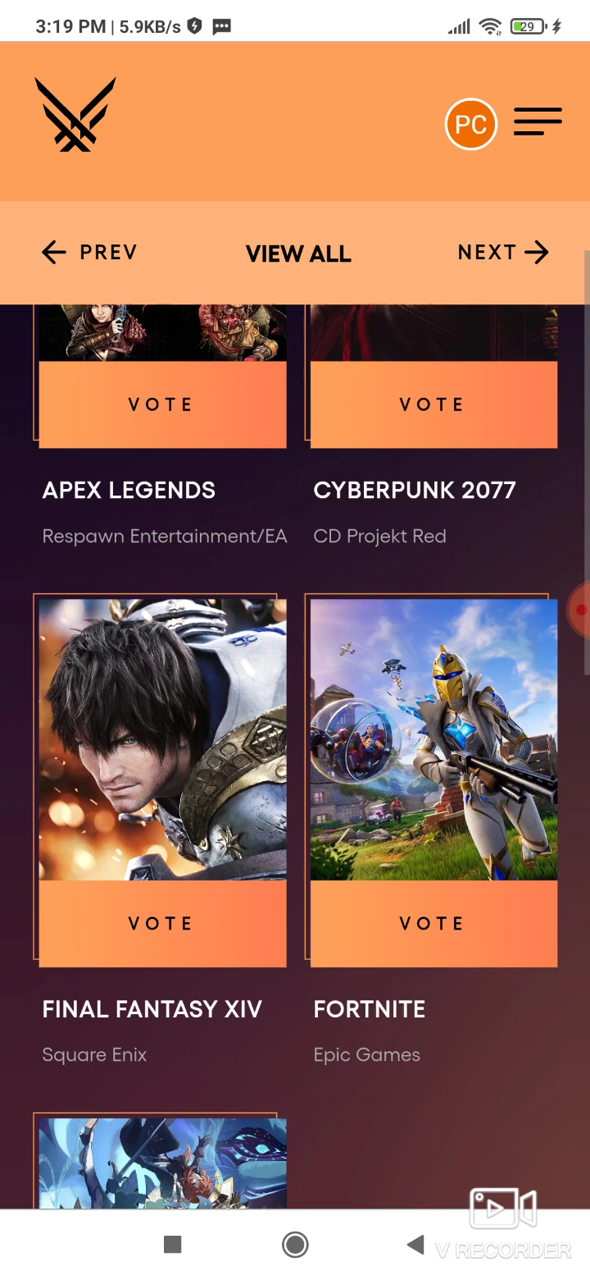 3:19 PM | 5.9KB/s
29
PC
PREV
VIEW ALL
NEXT
VOTE
VOTE
APEX LEGENDS
CYBERPUNK 2077
Respawn Entertainment/EA
CD Projekt Red
VOTE
VOTE
FINAL FANTASY XIV
FORTNITE
Square Enix
Epic Games
V RECORDER